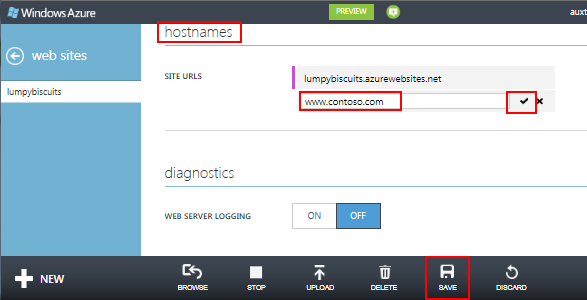 Windows Azure
PREVIEW
auxt
web sites
lumpybiscuits
hostnames
SITE URLS
lumpybiscuits.azurewebsites.net
www.contoso.com
diagnostics
WEB SERVER LOGGING
ON
OFF
NEW
BROWSE
STOP
UPLOAD
DELETE
SAVE
DISCARD